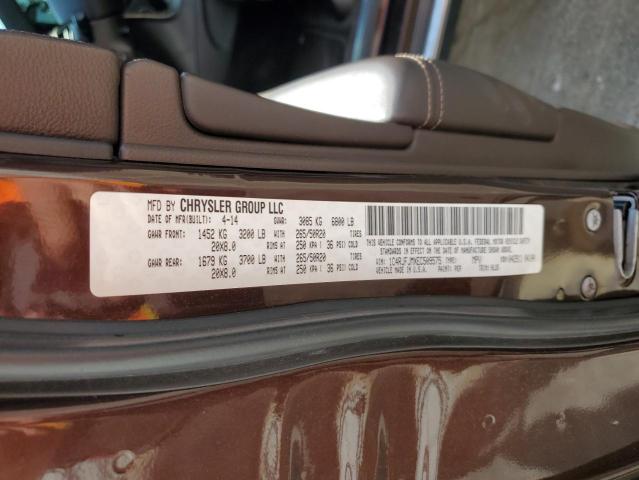 MFD BY CHRYSLER GROUP LLC
DATE OF MFR(BUILT): 4-14 GVWR: 3085 KG 6800 LB
GAWR FRONT: 1452 KG 3200 LB 265/50R20 TIRES
20X8.0 RIMS AT 250 KPA / 36 PSI COLD
GAWR REAR: 1679 KG 3700 LB 265/50R20 TIRES
20X8.0 RIMS AT 250 KPA / 36 PSI COLD
THIS VEHICLE CONFORMS TO ALL APPLICABLE U.S.A. FEDERAL MOTOR VEHICLE SAFETY
STANDARDS IN EFFECT ON THE DATE OF MANUFACTURE SHOWN ABOVE.
VIN: TYPE: MPV
VEHICLE MADE IN U.S.A. PAINT: TRIM: